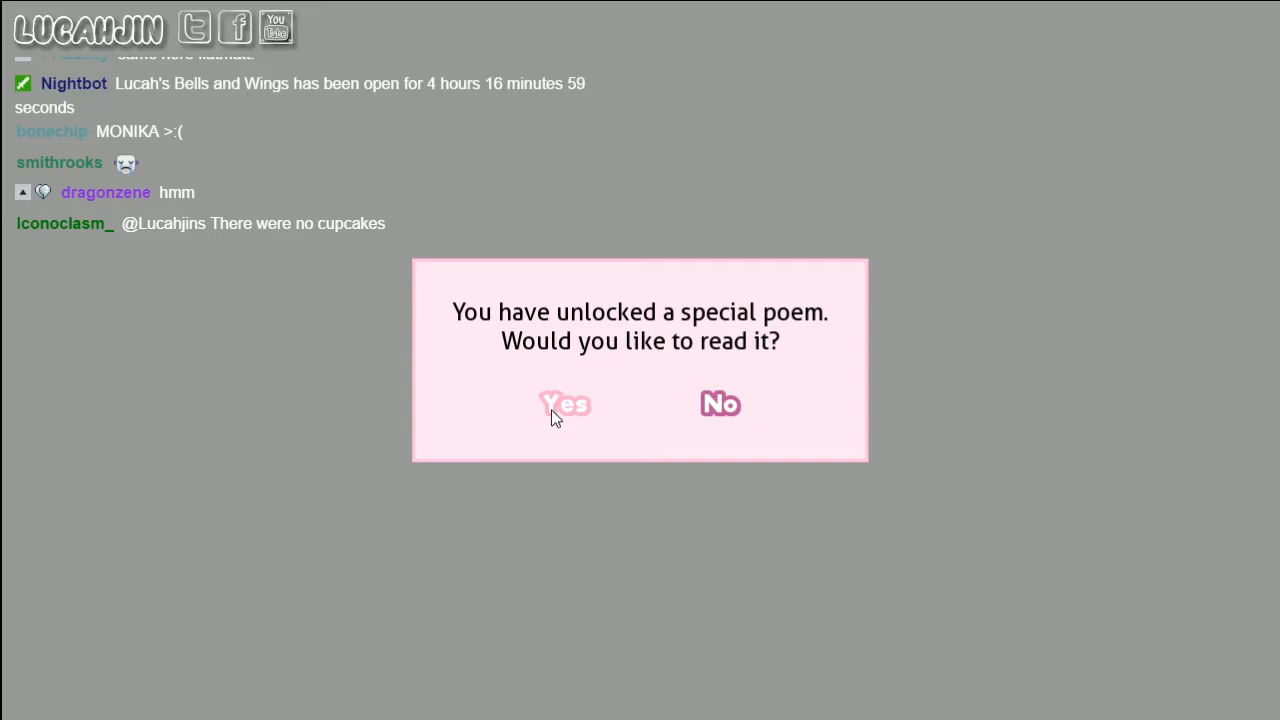 LUCAHJIN
You
Tube
Nightbot Lucah's Bells and Wings has been open for 4 hours 16 minutes 59
seconds
bonechip MONIKA >:(
smithrooks
dragonzene hmm
Iconoclasm_ @Lucahjins There were no cupcakes
You have unlocked a special poem.
Would you like to read it?
Yes No